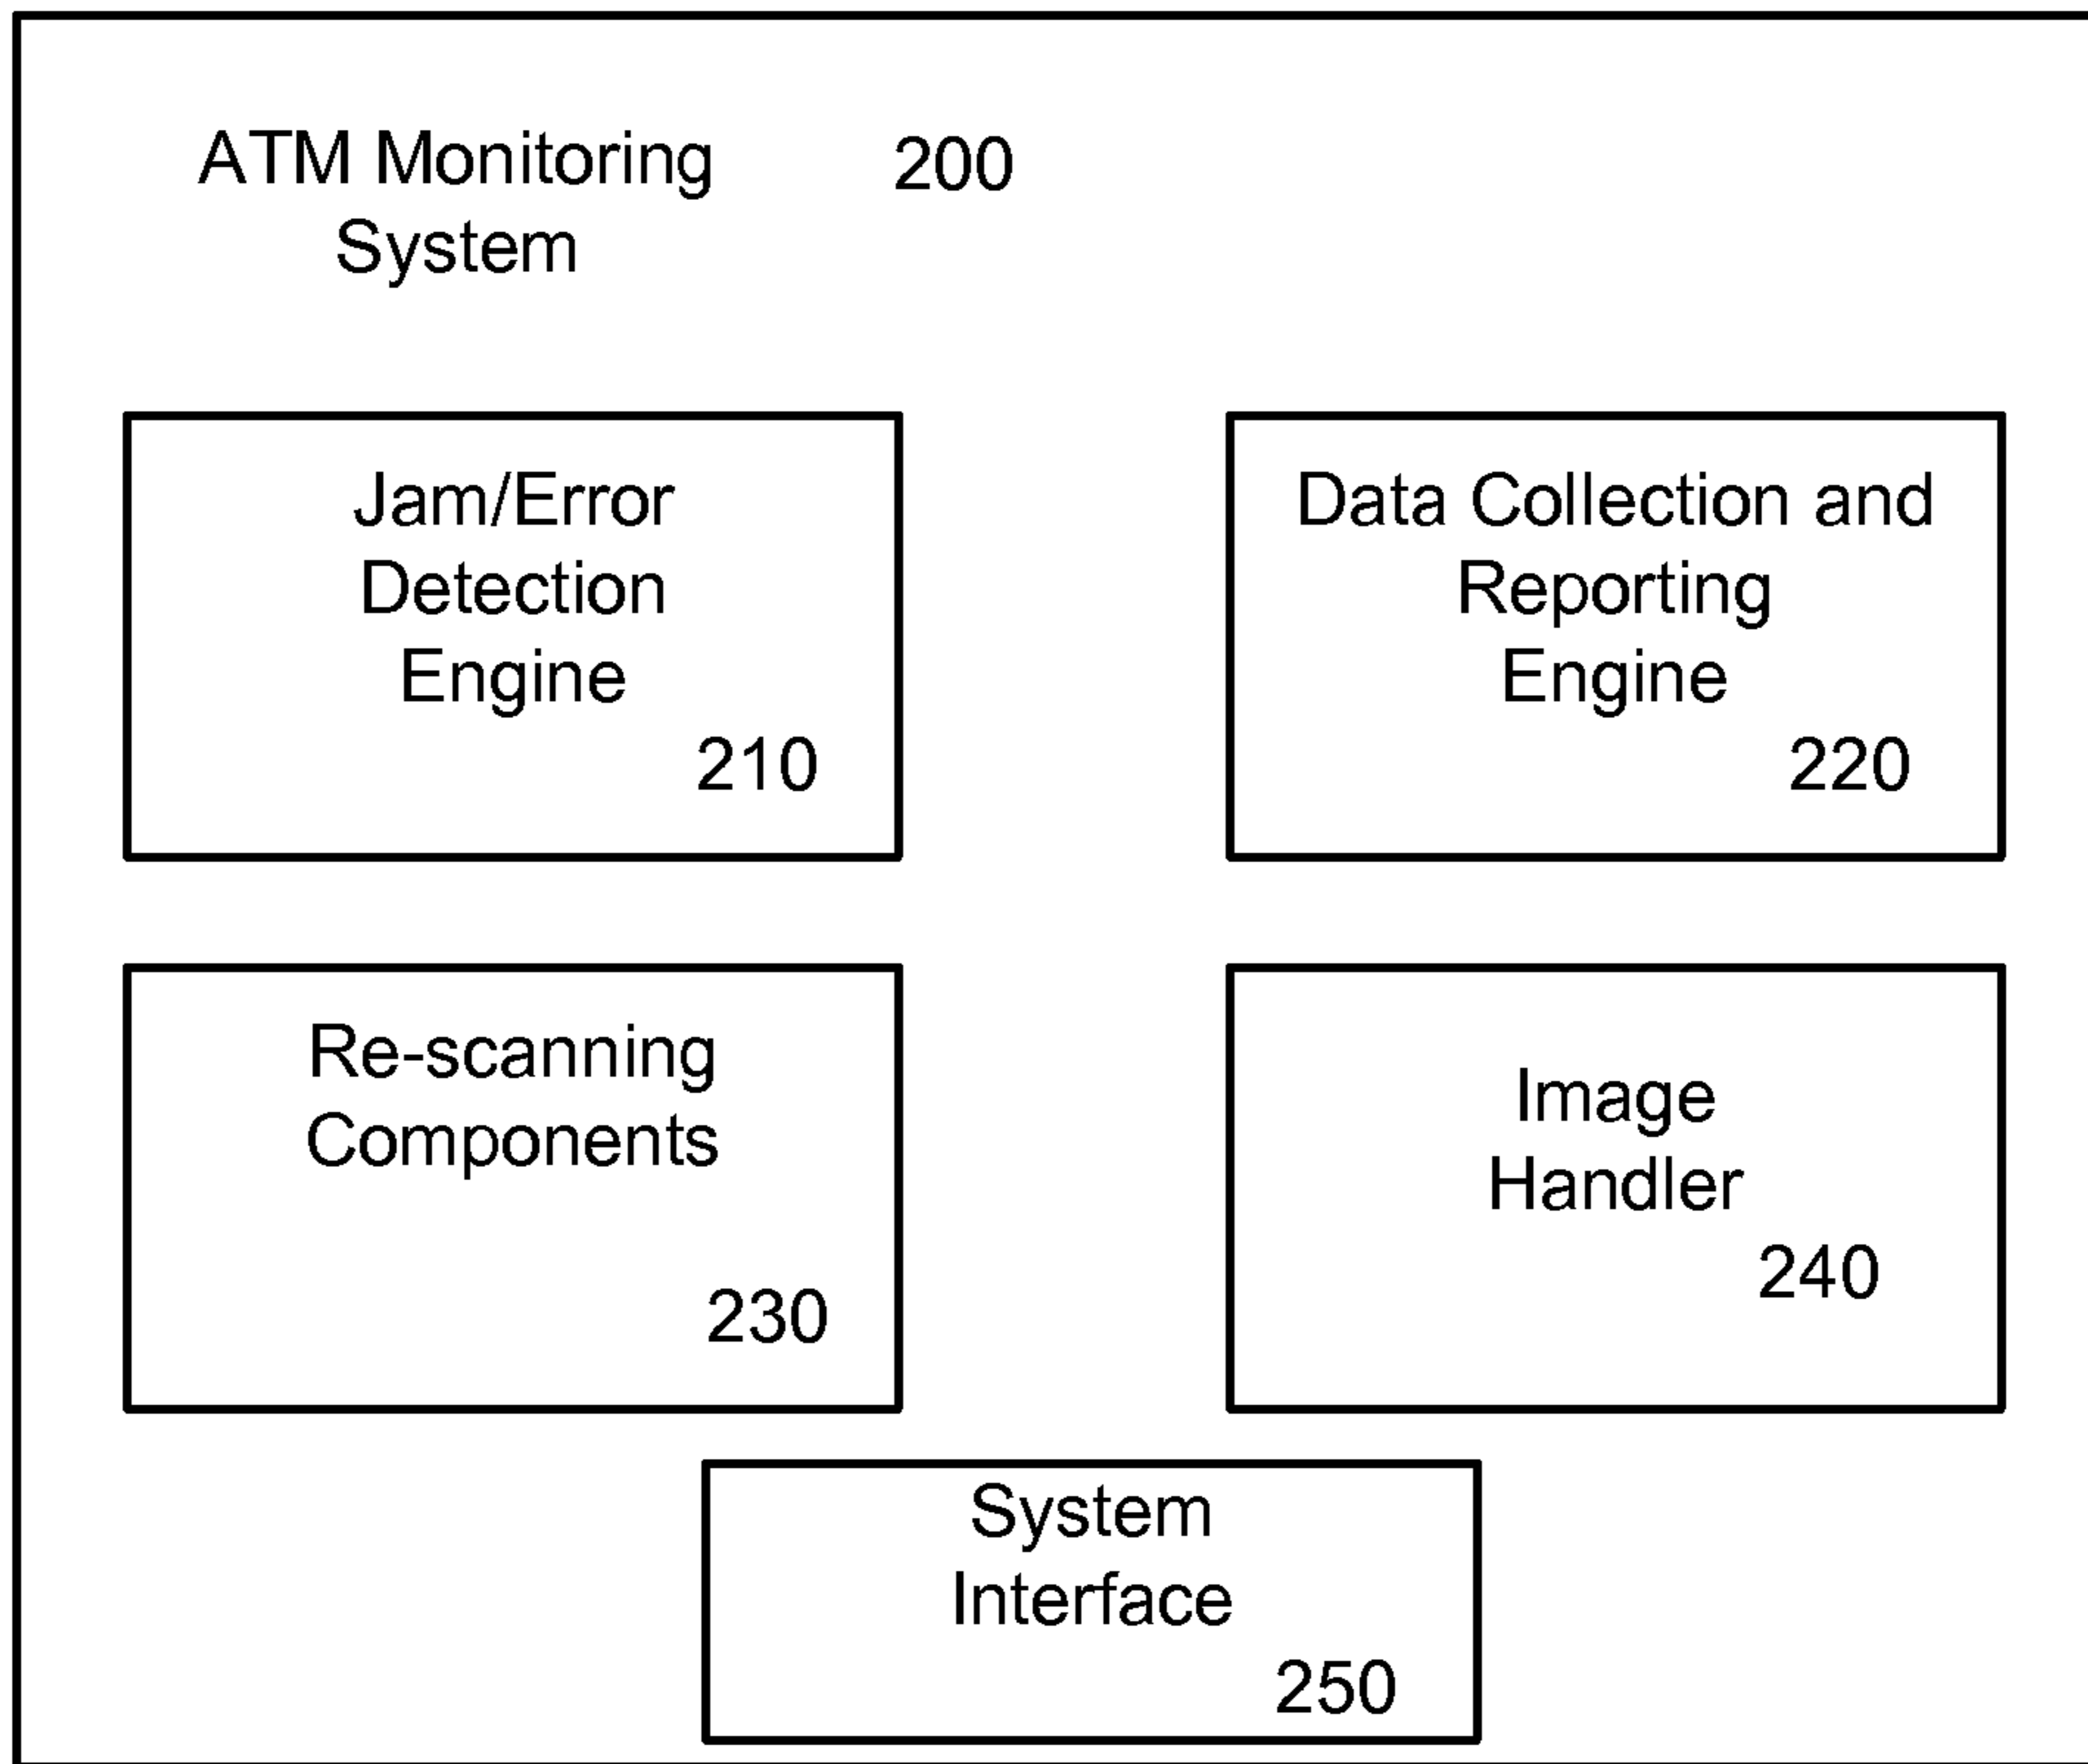 ATM Monitoring 200
System
Jam/Error
Detection
Engine
210
Data Collection and
Reporting
Engine
220
Re-scanning
Components
230
Image
Handler
240
System
Interface
250